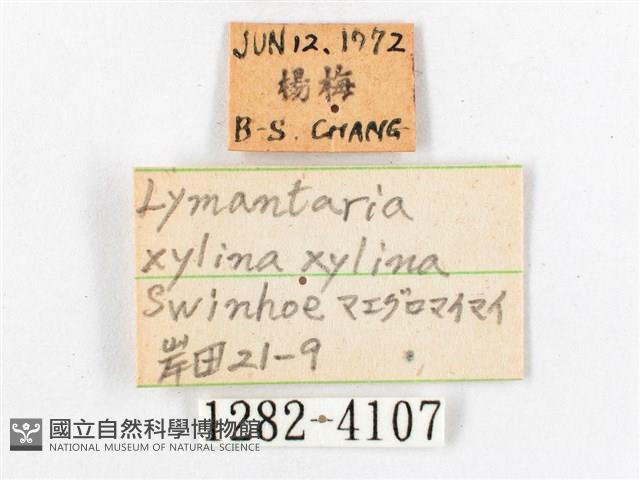 JUN 12. 1972
楊梅
B-S. CHANG
Lymantaria
xylina xylina
Swinhoe マエグロマイマイ
岸田21-9
1282-4107
國立自然科學博物館
NATIONAL MUSEUM OF NATURAL SCIENCE